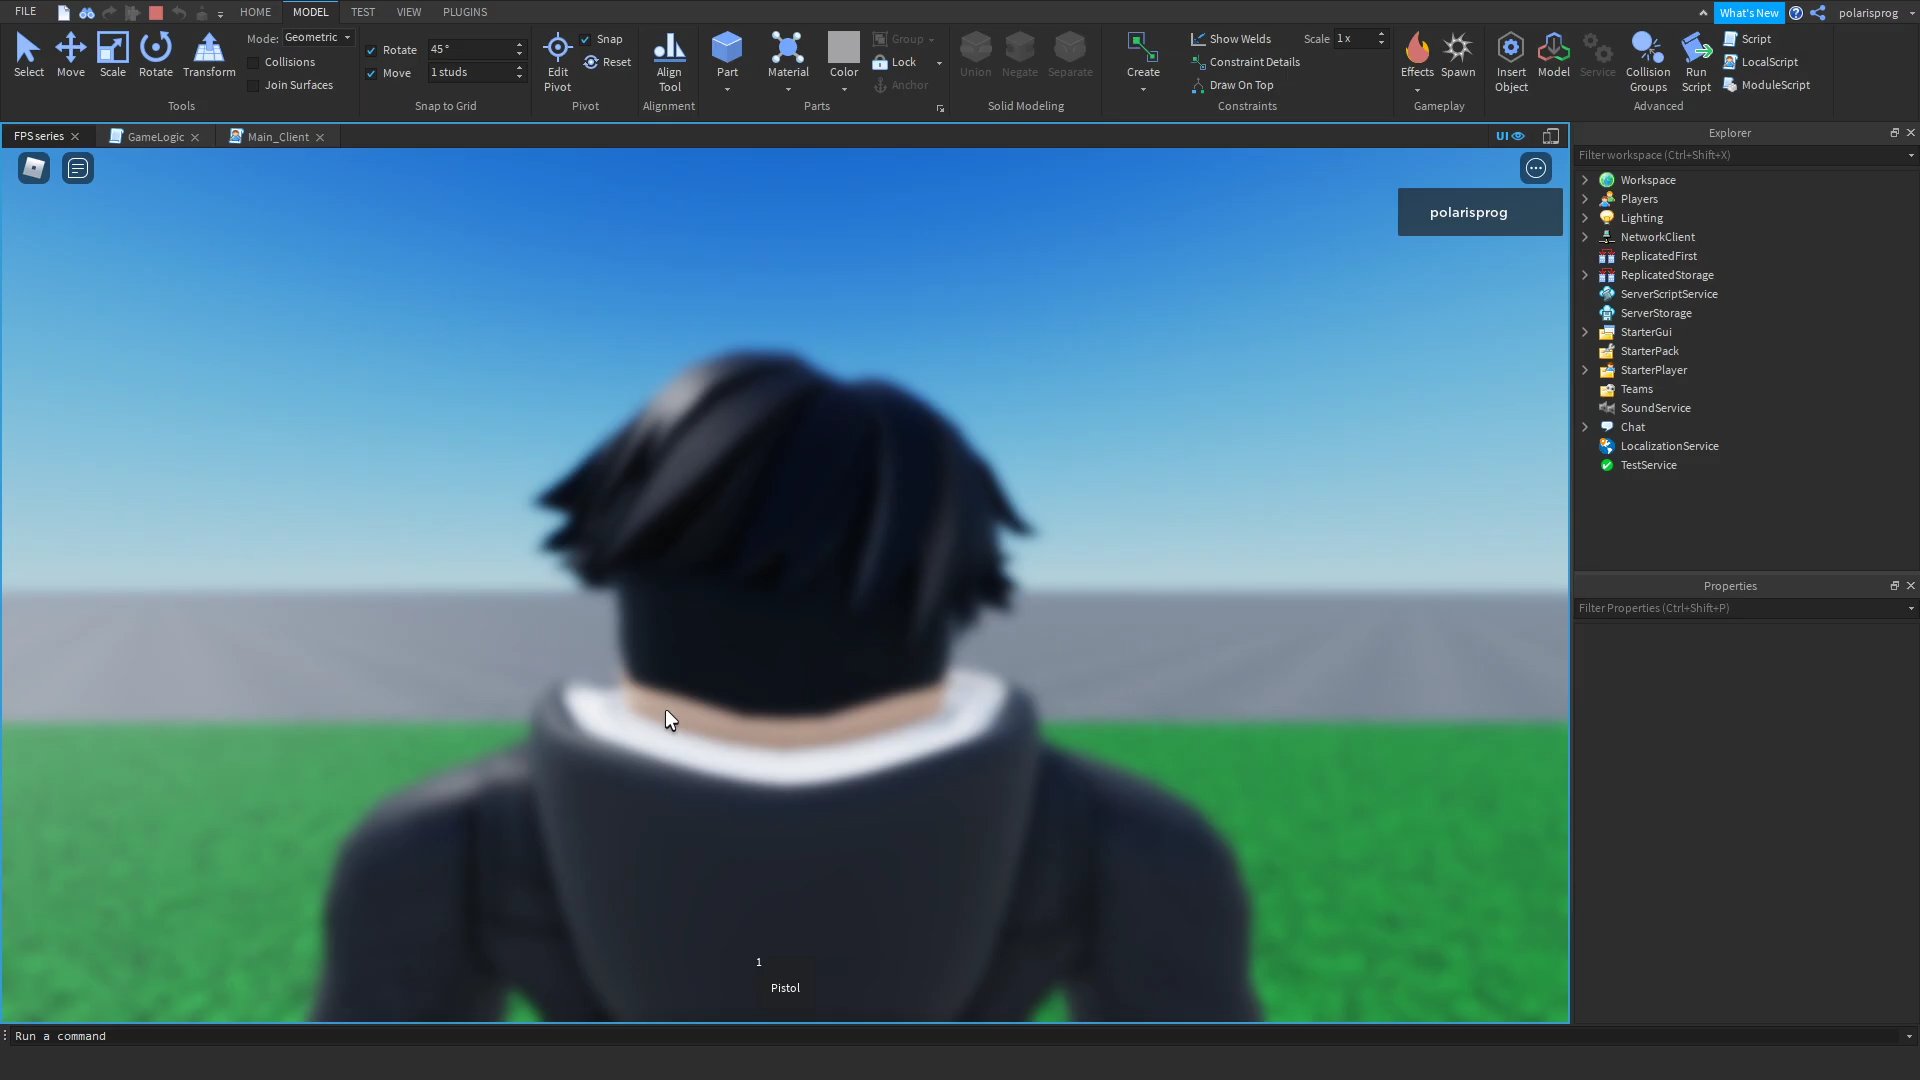 FILE HOME MODEL TEST VIEW PLUGINS What's New polarisprog
Select Move Scale Rotate Transform
Mode: Geometric
Collisions
Join Surfaces
Tools
Rotate 45°
Move 1 studs
Snap to Grid
Edit Pivot
Snap
Reset
Pivot
Align Tool
Alignment
Part Material Color
Group
Lock
Anchor
Parts
Union Negate Separate
Solid Modeling
Create
Show Welds
Constraint Details
Draw On Top
Scale 1 x
Constraints
Effects Spawn
Gameplay
Insert Object
Model
Service
Collision Groups
Run Script
Script
LocalScript
ModuleScript
Advanced
FPS series GameLogic Main_Client UI
polarisprog
1
Pistol
Explorer
Filter workspace (Ctrl+Shift+X)
Workspace
Players
Lighting
NetworkClient
ReplicatedFirst
ReplicatedStorage
ServerScriptService
ServerStorage
StarterGui
StarterPack
StarterPlayer
Teams
SoundService
Chat
LocalizationService
TestService
Properties
Filter Properties (Ctrl+Shift+P)
Run a command